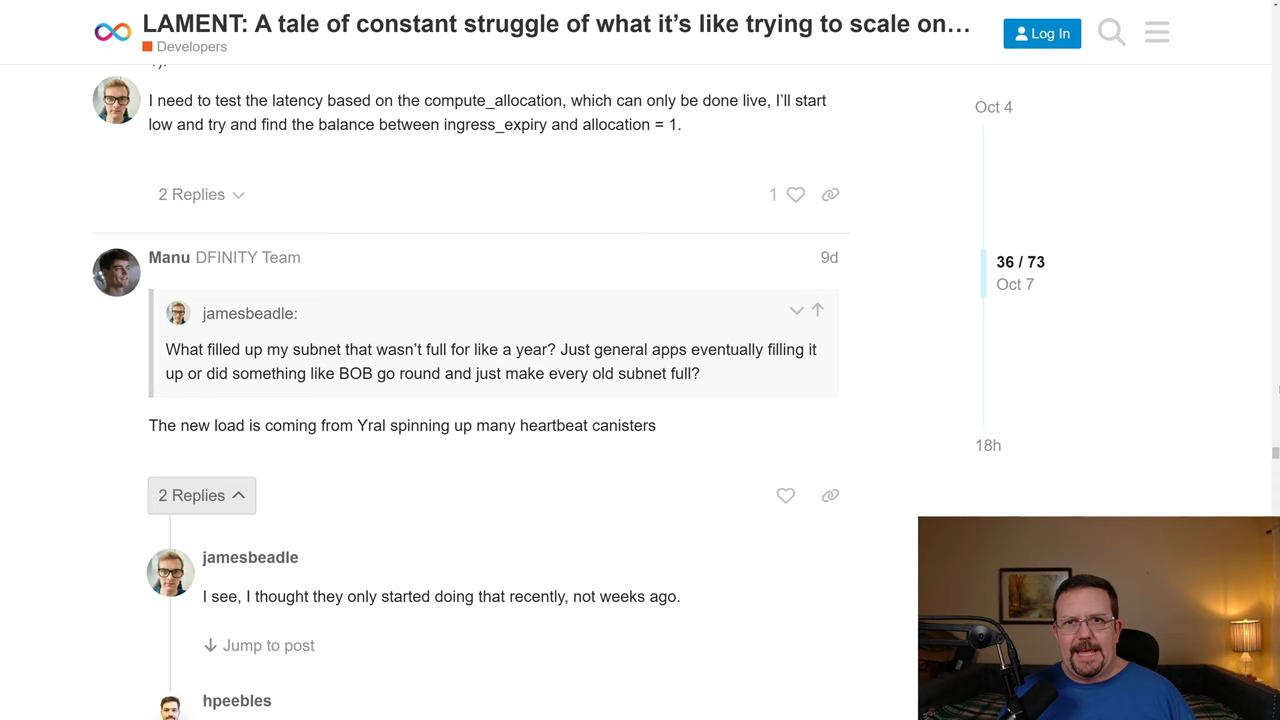 LAMENT: A tale of constant struggle of what it’s like trying to scale on…
Developers
Log In
I need to test the latency based on the compute_allocation, which can only be done live, I’ll start
low and try and find the balance between ingress_expiry and allocation = 1.
2 Replies
1
Manu DFINITY Team
9d
jamesbeadle:
What filled up my subnet that wasn’t full for like a year? Just general apps eventually filling it
up or did something like BOB go round and just make every old subnet full?
The new load is coming from Yral spinning up many heartbeat canisters
2 Replies
jamesbeadle
I see, I thought they only started doing that recently, not weeks ago.
Jump to post
hpeebles
Oct 4
36 / 73
Oct 7
18h